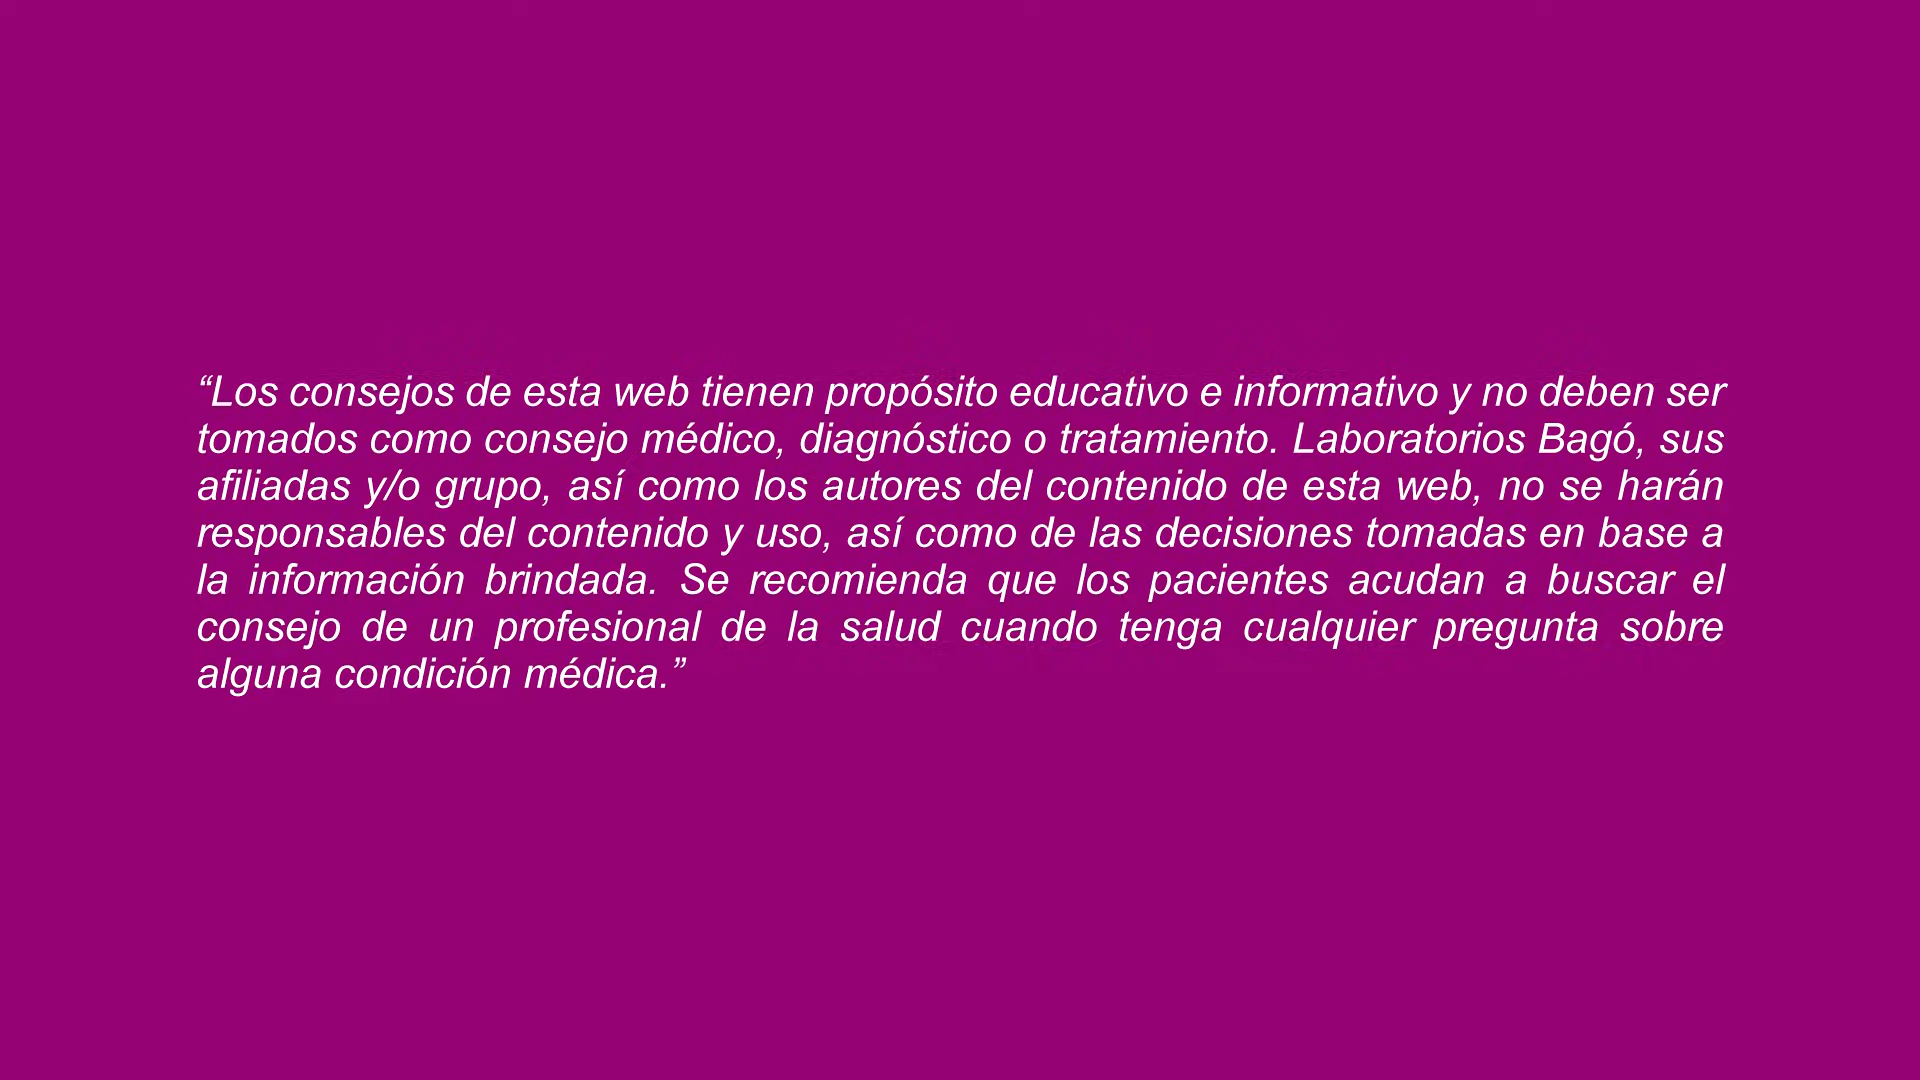 “Los consejos de esta web tienen propósito educativo e informativo y no deben ser
tomados como consejo médico, diagnóstico o tratamiento. Laboratorios Bagó, sus
afiliadas y/o grupo, así como los autores del contenido de esta web, no se harán
responsables del contenido y uso, así como de las decisiones tomadas en base a
la información brindada. Se recomienda que los pacientes acudan a buscar el
consejo de un profesional de la salud cuando tenga cualquier pregunta sobre
alguna condición médica.”